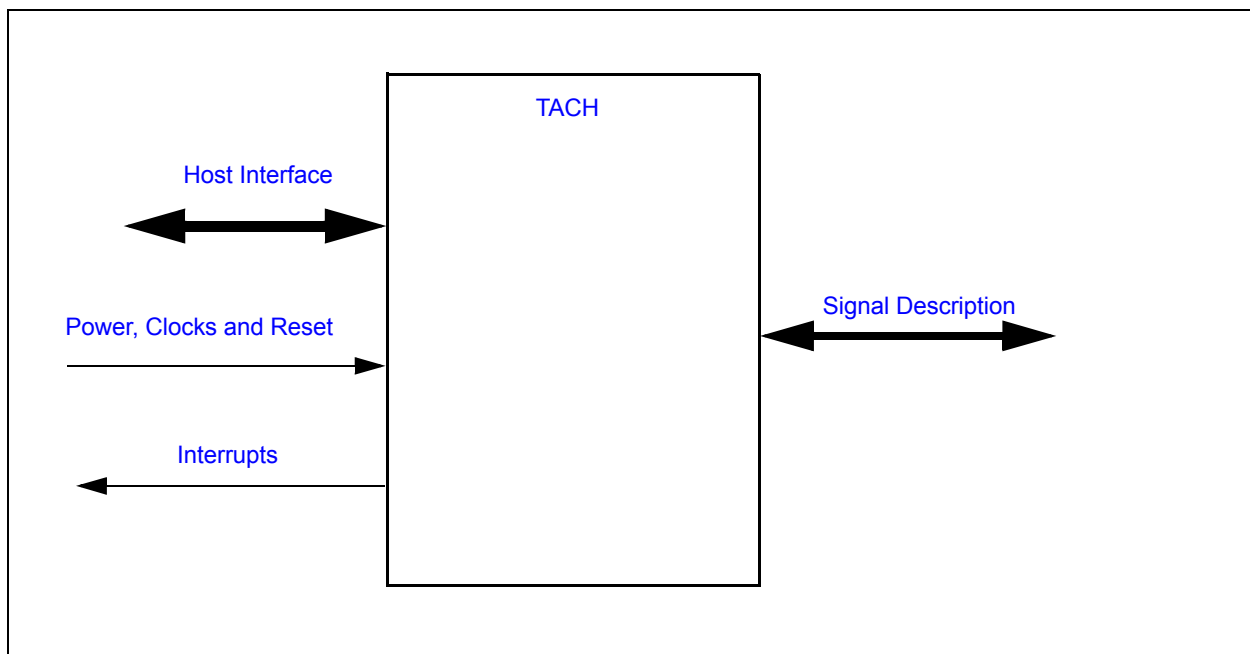 TACH
Host Interface
Signal Description
Power, Clocks and Reset
Interrupts